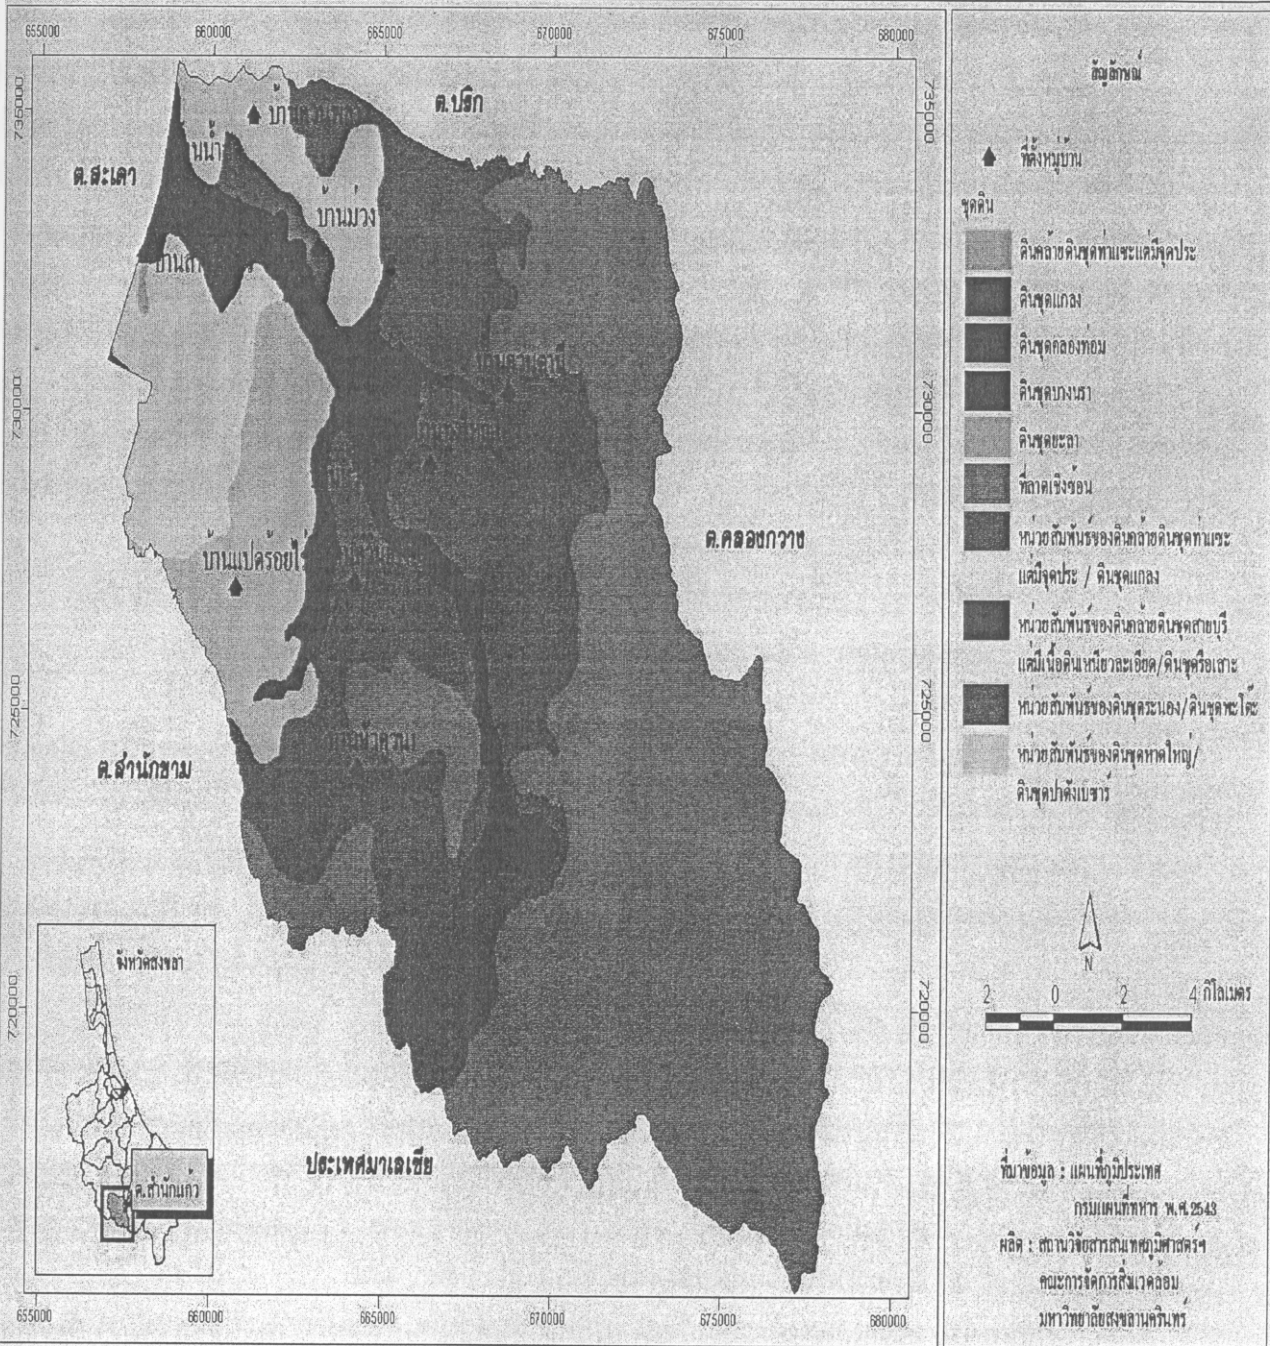 655000
660000
665000
670000
675000
680000
735000
735000
730000
730000
725000
725000
720000
720000
ต.ปริก
ต.สะเดา
บ้านม่วง
บ้านแปดร้อยไร่
ต.คลองกวาง
ต.สำนักขาม
ประเทศมาเลเซีย
จังหวัดสงขลา
ต.สำนักแก้ว
655000
660000
665000
670000
675000
680000
สัญลักษณ์
ที่ตั้งหมู่บ้าน
ชุดดิน
ดินคล้ายดินชุดท่าแซะแต่มีจุดประ
ดินชุดแกลง
ดินชุดคลองท่อม
ดินชุดบางนรา
ดินชุดยะลา
ที่ลาดเชิงซ้อน
หน่วยสัมพันธ์ของดินคล้ายดินชุดท่าแซะ
แต่มีจุดประ / ดินชุดแกลง
หน่วยสัมพันธ์ของดินคล้ายดินชุดสายบุรี
แต่มีเนื้อดินเหนียวละเอียด/ดินชุดรือเสาะ
หน่วยสัมพันธ์ของดินชุดระนอง/ดินชุดพะโต๊ะ
หน่วยสัมพันธ์ของดินชุดหาดใหญ่/
ดินชุดปาดังเบซาร์
N
2 0 2 4 กิโลเมตร
ที่มาข้อมูล : แผนที่ภูมิประเทศ
กรมแผนที่ทหาร พ.ศ.2543
ผลิต : สถานวิจัยสารสนเทศภูมิศาสตร์ฯ
คณะการจัดการสิ่งแวดล้อม
มหาวิทยาลัยสงขลานครินทร์